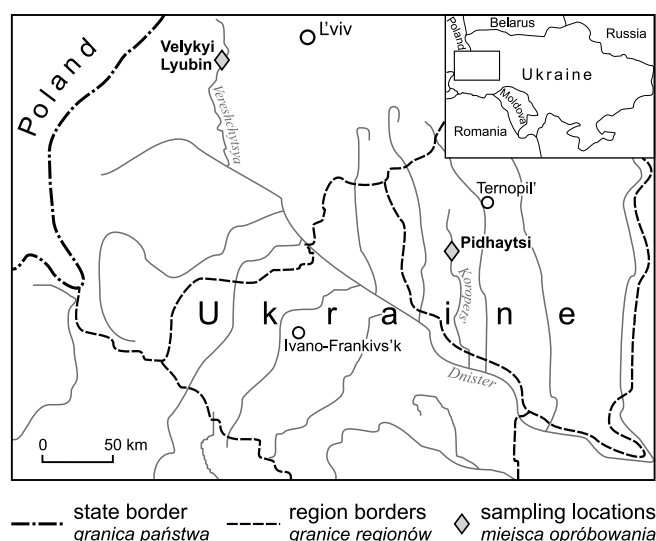 Poland
Velykyi
Lyubin
L'viv
Vereshchytsya
Poland
Belarus
Russia
Ukraine
Moldova
Romania
Ternopil'
Pidhaytsi
Koropets'
Ukraine
Ivano-Frankivs'k
Dnister
0 50 km
state border
granica państwa
region borders
granice regionów
sampling locations
miejsca opróbowania